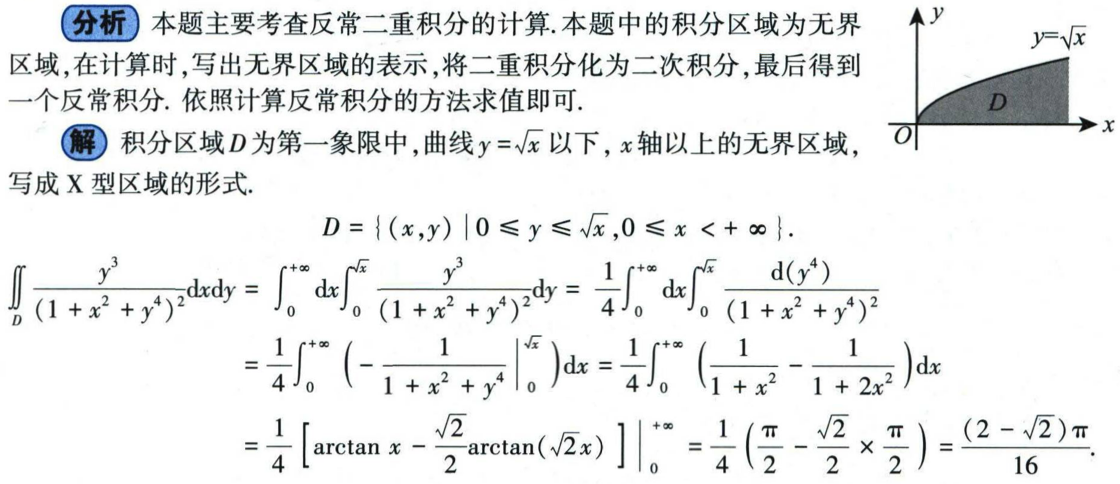 分析 本题主要考查反常二重积分的计算.本题中的积分区域为无界
区域,在计算时,写出无界区域的表示,将二重积分化为二次积分,最后得到
一个反常积分. 依照计算反常积分的方法求值即可.
解 积分区域D为第一象限中,曲线 y=√x 以下, x轴以上的无界区域,
写成 X 型区域的形式.
y
y=√x
D
O
x
D = {(x,y) | 0 ≤ y ≤ √x, 0 ≤ x < + ∞}.
∬_D y³/(1 + x² + y⁴)² dxdy = ∫_0^{+∞} dx ∫_0^{√x} y³/(1 + x² + y⁴)² dy = 1/4 ∫_0^{+∞} dx ∫_0^{√x} d(y⁴)/(1 + x² + y⁴)²
= 1/4 ∫_0^{+∞} (- 1/(1 + x² + y⁴) |_0^{√x}) dx = 1/4 ∫_0^{+∞} (1/(1 + x²) - 1/(1 + 2x²)) dx
= 1/4 [arctan x - √2/2 arctan(√2x)] |_0^{+∞} = 1/4 (π/2 - √2/2 × π/2) = (2 - √2)π/16.